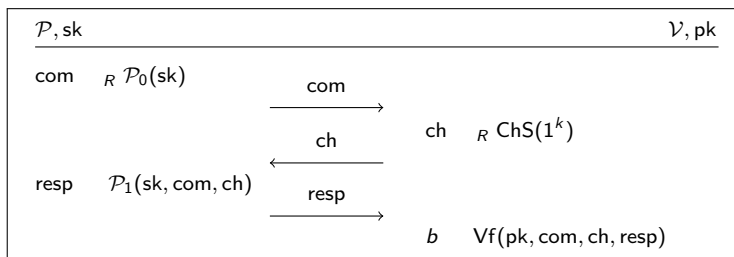 𝒫, sk 𝒱, pk
com R 𝒫₀(sk)
com
ch R ChS(1ᵏ)
ch
resp 𝒫₁(sk, com, ch)
resp
b Vf(pk, com, ch, resp)